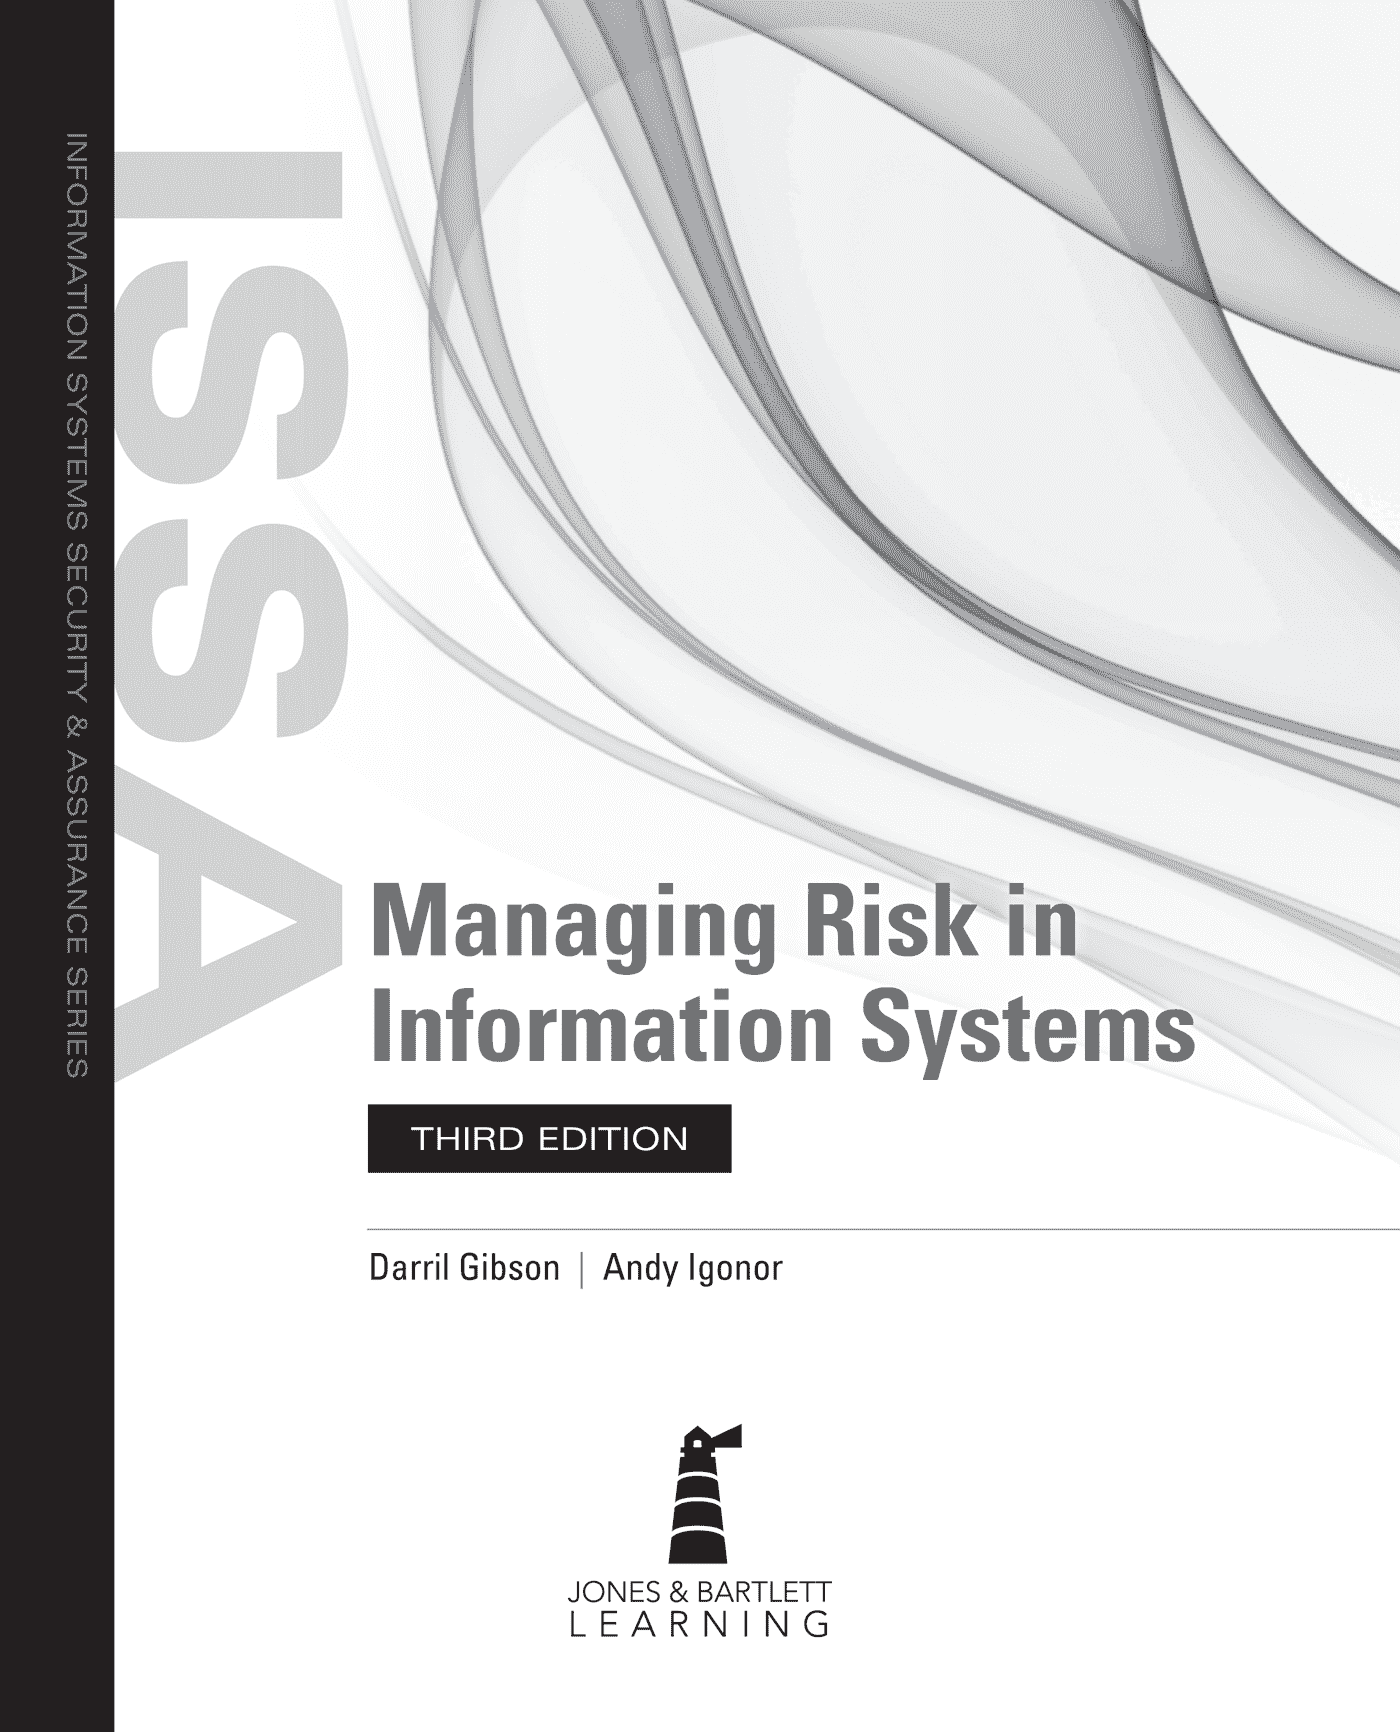 INFORMATION SYSTEMS SECURITY & ASSURANCE SERIES
ISSA
Managing Risk in
Information Systems
THIRD EDITION
Darril Gibson | Andy Igonor
JONES & BARTLETT
LEARNING